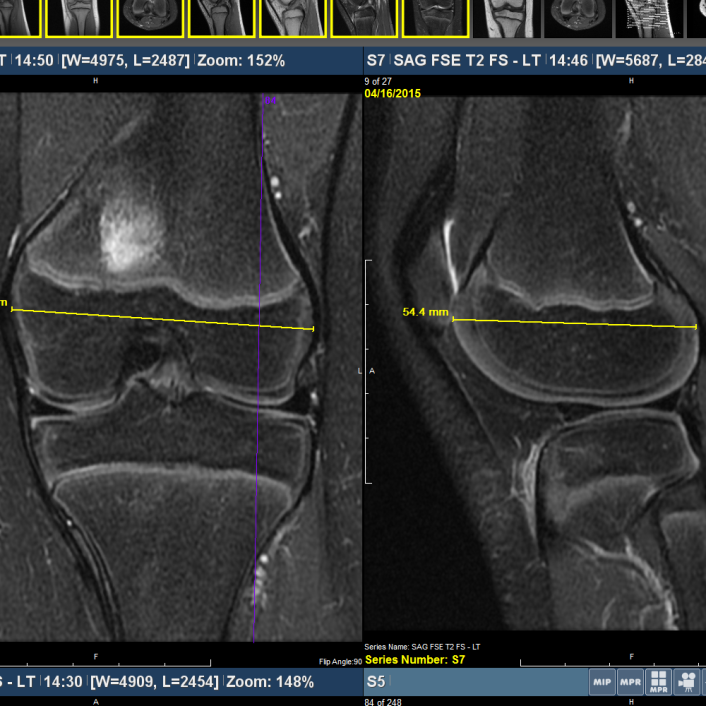 T 14:50 [W=4975, L=2487] Zoom: 152%
H
m
F
Flip Angle:90
S7 SAG FSE T2 FS - LT 14:46 [W=5687, L=284
9 of 27
H
04/16/2015
54.4 mm
L
A
Series Name: SAG FSE T2 FS - LT
F
Series Number: S7
S - LT 14:30 [W=4909, L=2454] Zoom: 148%
A
S5
MIP
MPR
MPR
84 of 248
H